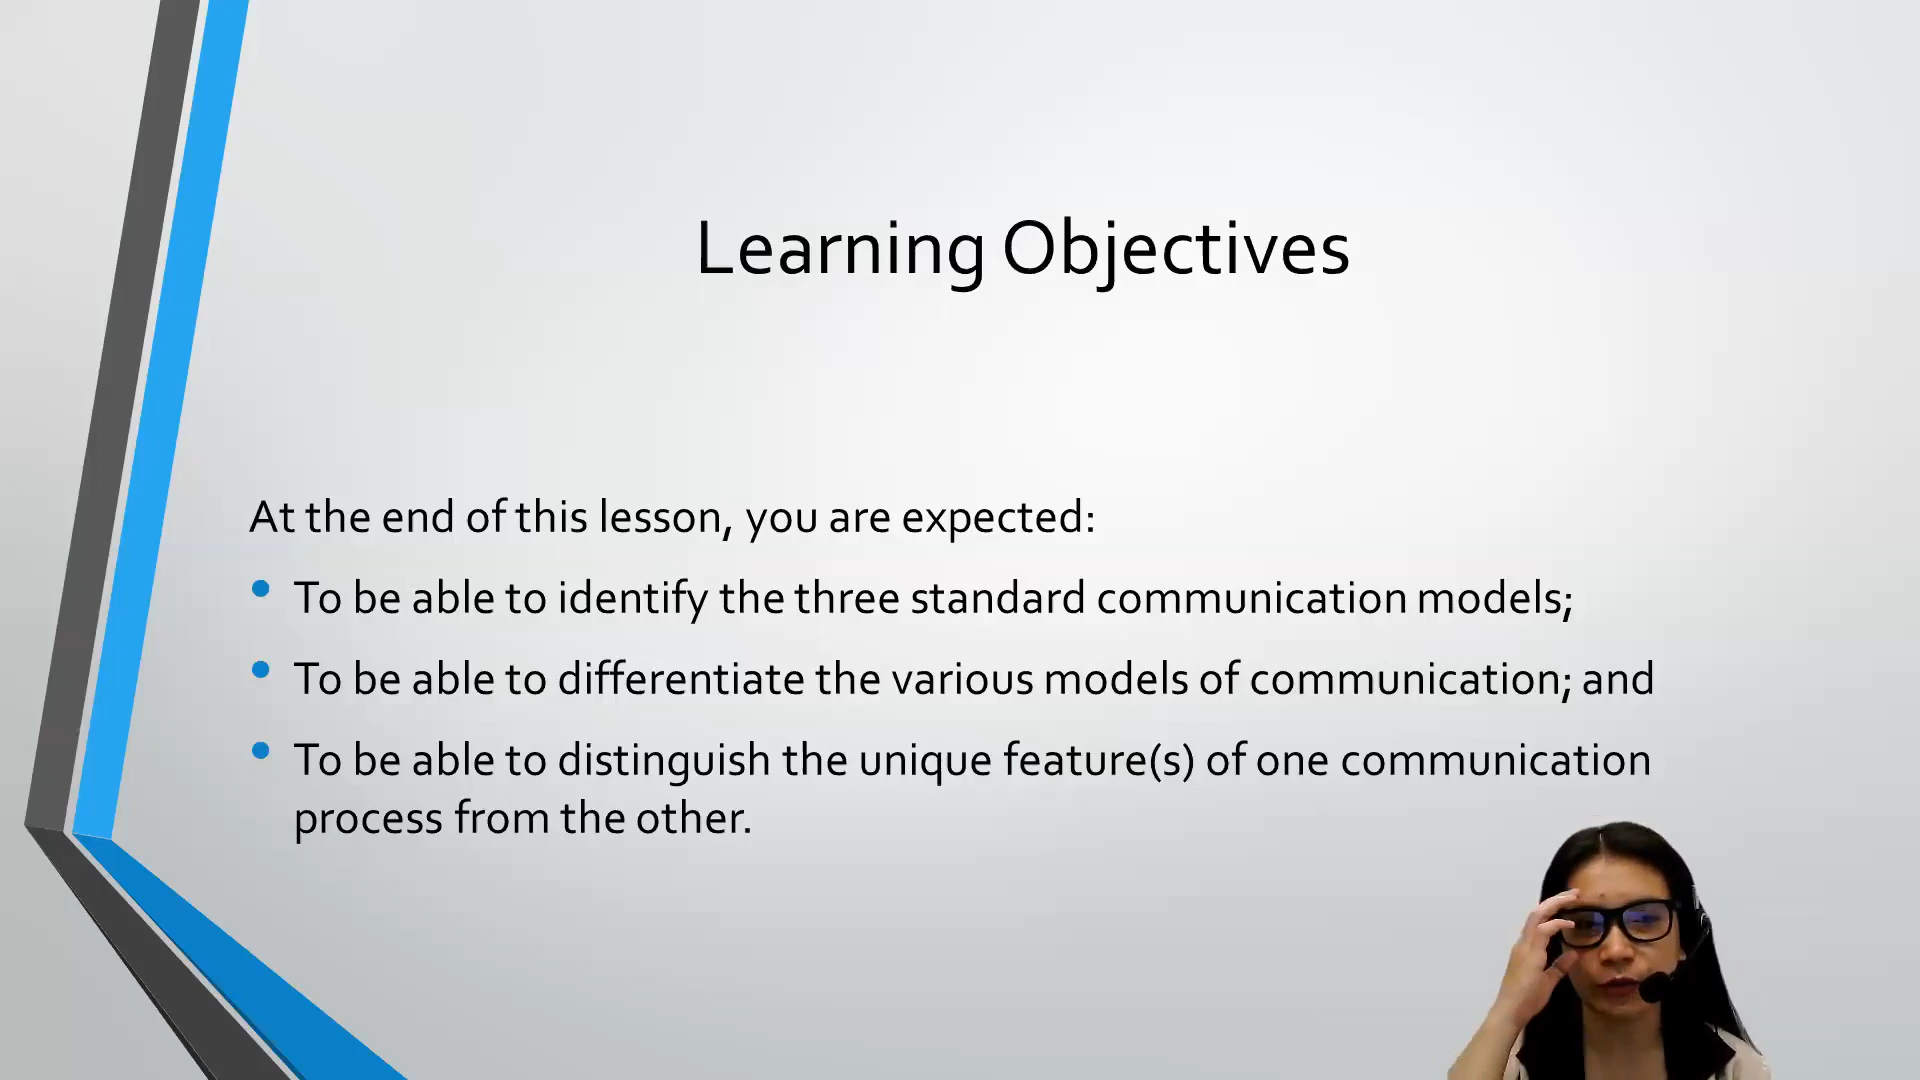 Learning Objectives
At the end of this lesson, you are expected:
• To be able to identify the three standard communication models;
• To be able to differentiate the various models of communication; and
• To be able to distinguish the unique feature(s) of one communication
process from the other.